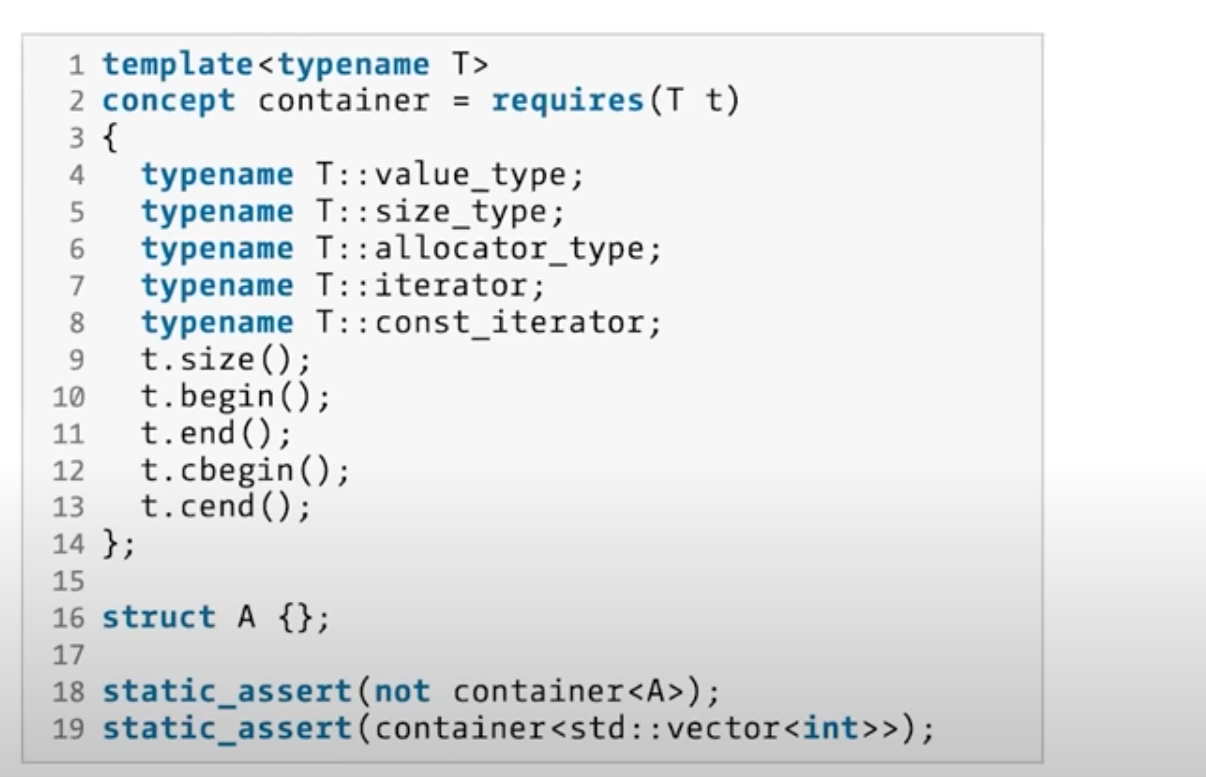 1 template<typename T>
2 concept container = requires(T t)
3 {
4   typename T::value_type;
5   typename T::size_type;
6   typename T::allocator_type;
7   typename T::iterator;
8   typename T::const_iterator;
9   t.size();
10   t.begin();
11   t.end();
12   t.cbegin();
13   t.cend();
14 };
15
16 struct A {};
17
18 static_assert(not container<A>);
19 static_assert(container<std::vector<int>>);